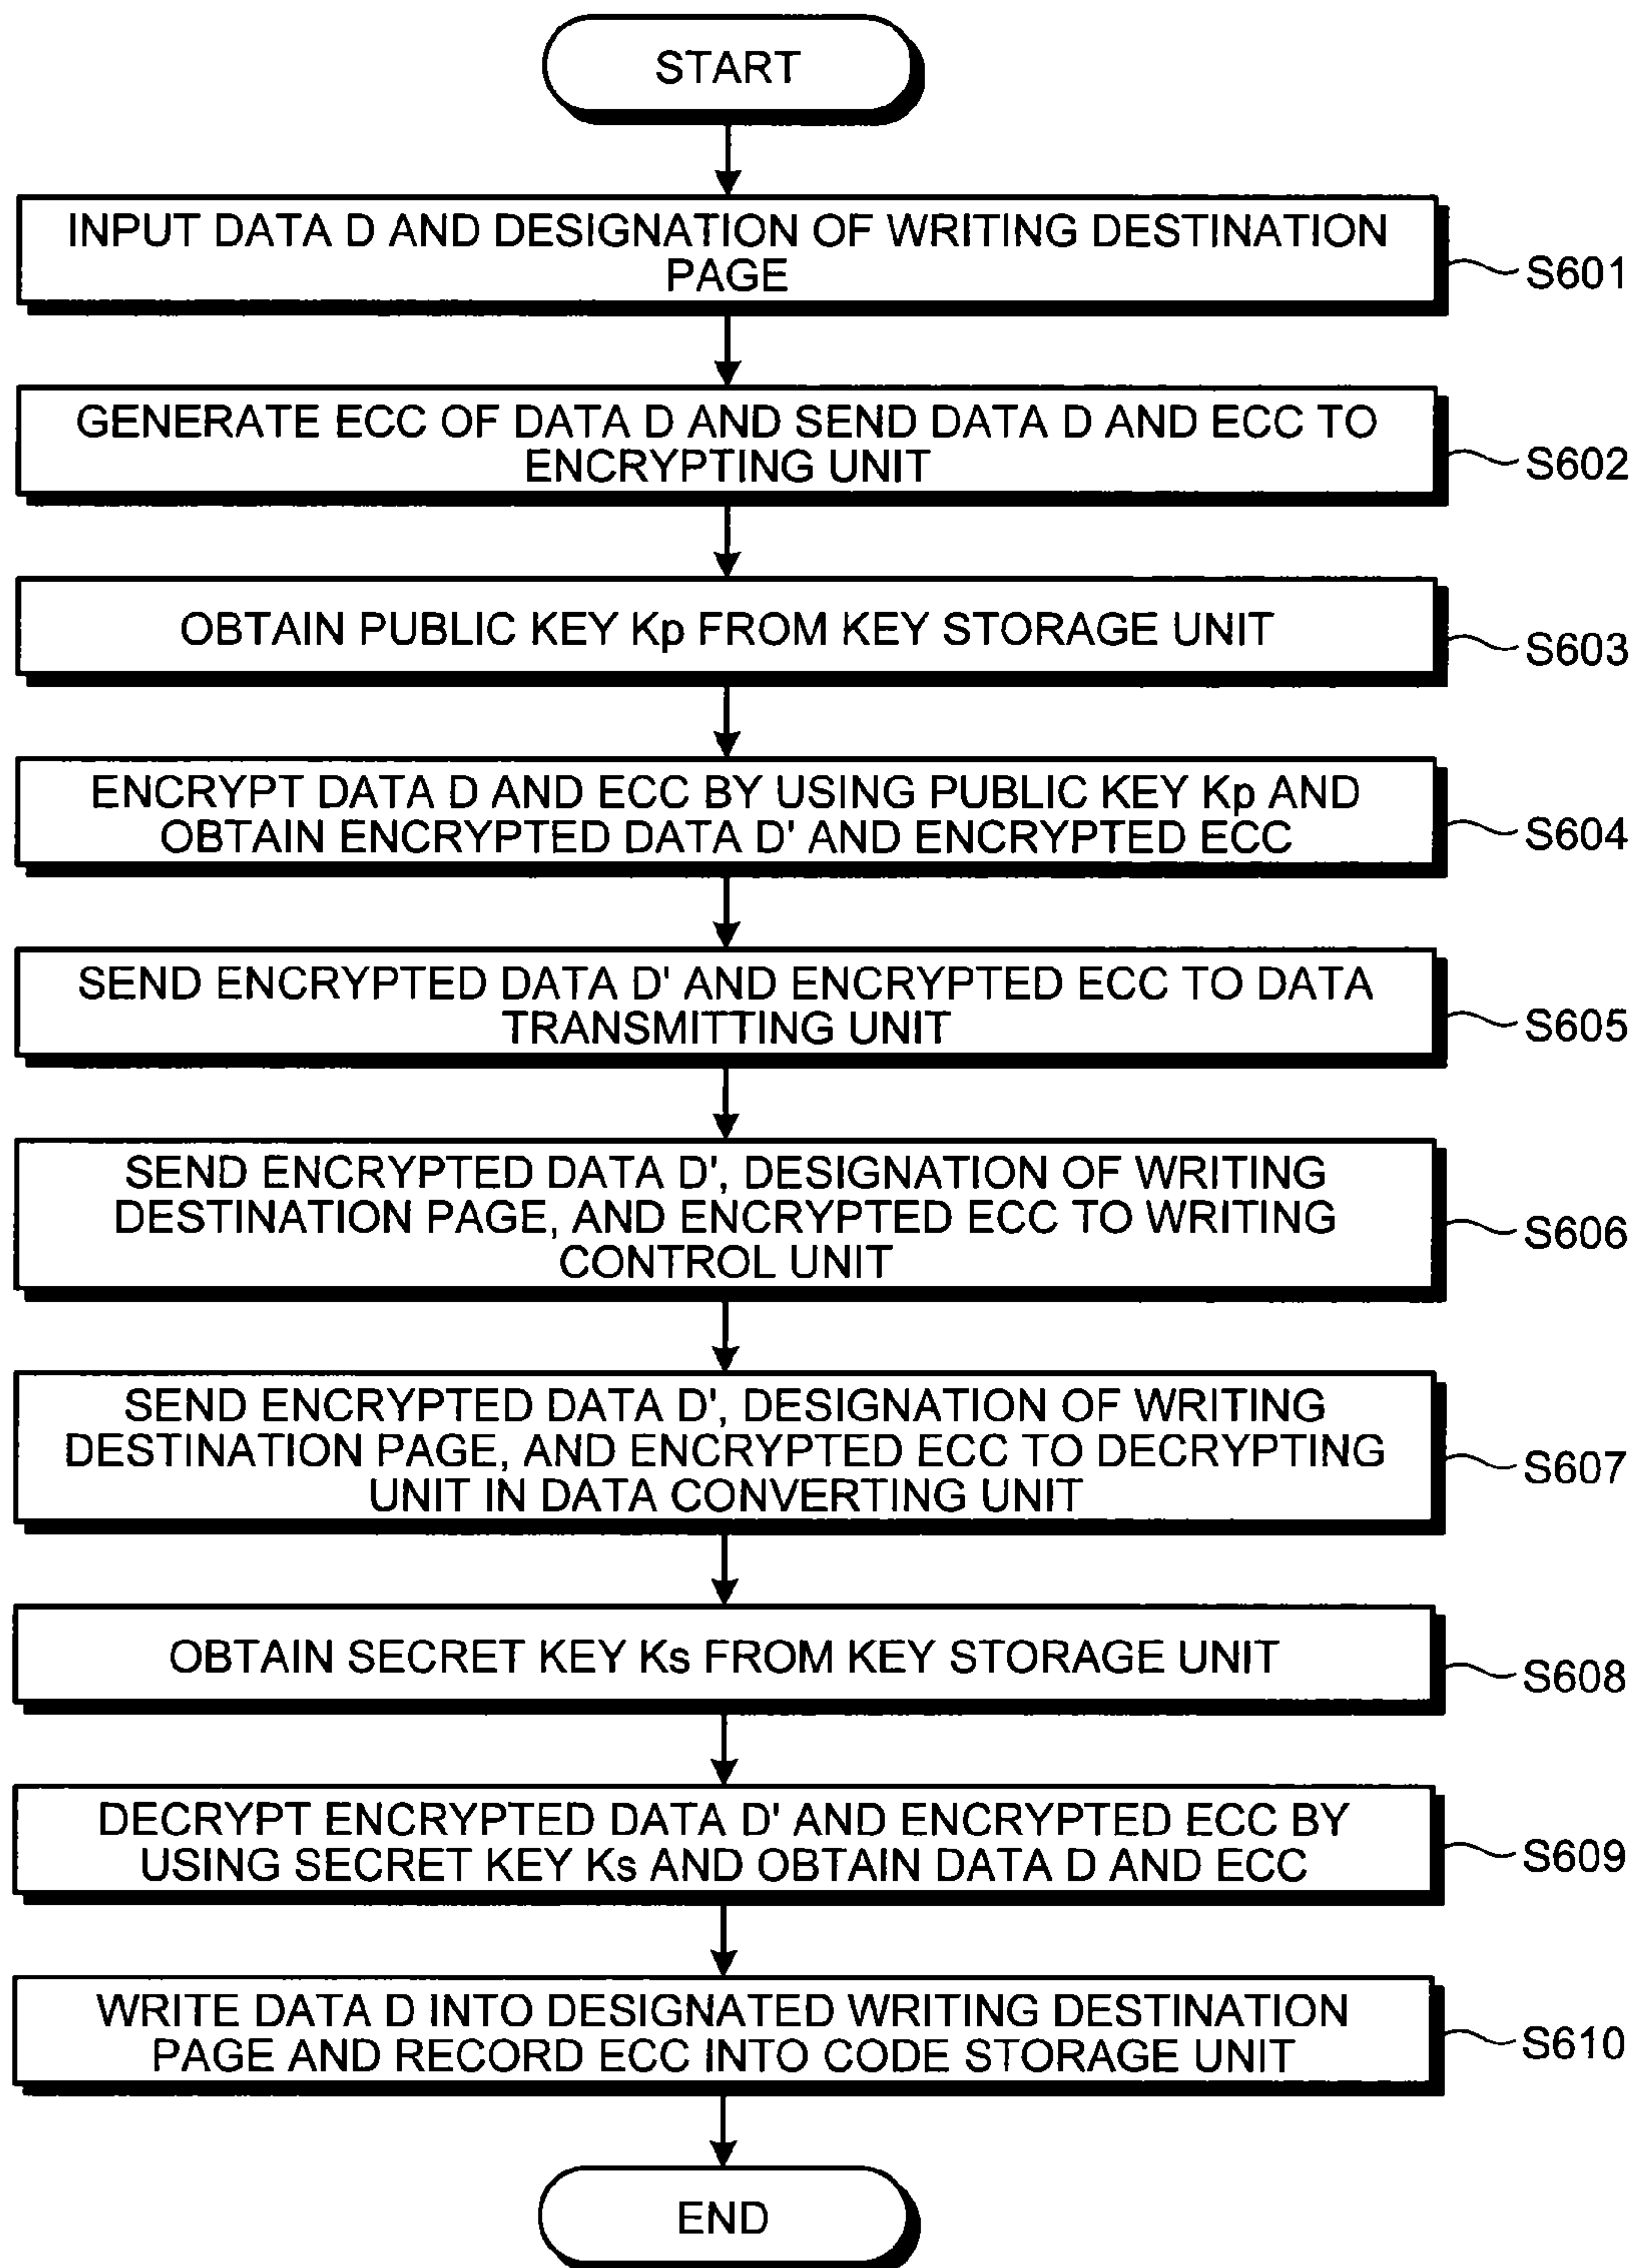 START
INPUT DATA D AND DESIGNATION OF WRITING DESTINATION
PAGE
S601
GENERATE ECC OF DATA D AND SEND DATA D AND ECC TO
ENCRYPTING UNIT
S602
OBTAIN PUBLIC KEY Kp FROM KEY STORAGE UNIT
S603
ENCRYPT DATA D AND ECC BY USING PUBLIC KEY Kp AND
OBTAIN ENCRYPTED DATA D' AND ENCRYPTED ECC
S604
SEND ENCRYPTED DATA D' AND ENCRYPTED ECC TO DATA
TRANSMITTING UNIT
S605
SEND ENCRYPTED DATA D', DESIGNATION OF WRITING
DESTINATION PAGE, AND ENCRYPTED ECC TO WRITING
CONTROL UNIT
S606
SEND ENCRYPTED DATA D', DESIGNATION OF WRITING
DESTINATION PAGE, AND ENCRYPTED ECC TO DECRYPTING
UNIT IN DATA CONVERTING UNIT
S607
OBTAIN SECRET KEY Ks FROM KEY STORAGE UNIT
S608
DECRYPT ENCRYPTED DATA D' AND ENCRYPTED ECC BY
USING SECRET KEY Ks AND OBTAIN DATA D AND ECC
S609
WRITE DATA D INTO DESIGNATED WRITING DESTINATION
PAGE AND RECORD ECC INTO CODE STORAGE UNIT
S610
END